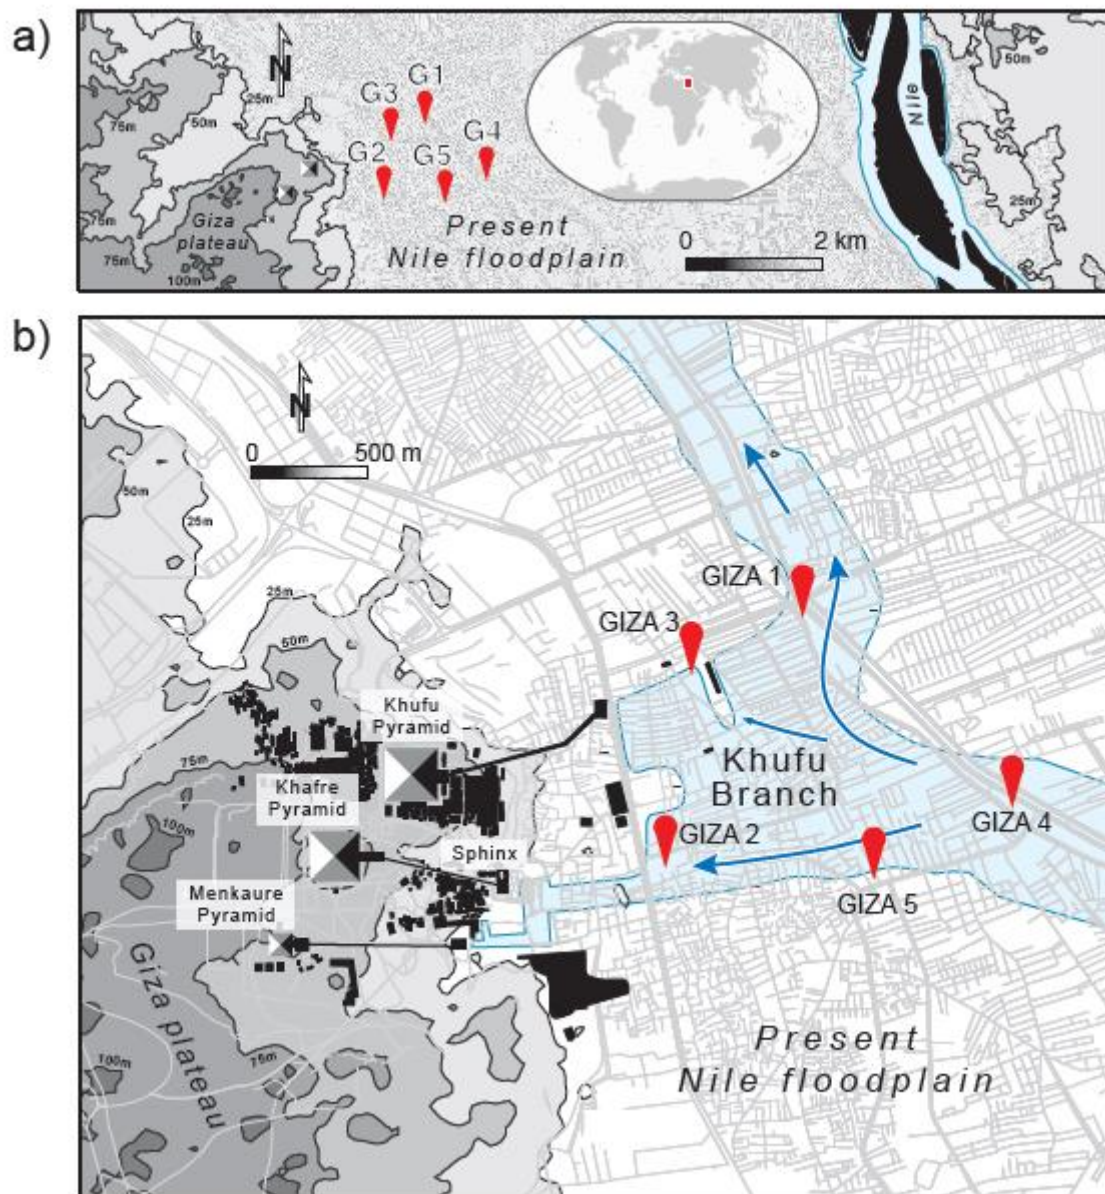 a)
N
75m
50m
25m
75m
75m
100m
Giza
plateau
G1
G3
G4
G2
G5
Present
Nile floodplain
0 2 km
Nile
50m
25m
b)
N
0 500 m
50m
25m
25m
50m
75m
100m
GIZA 1
GIZA 3
Khufu
Pyramid
Khafre
Pyramid
Khufu
Branch
Sphinx
GIZA 2
GIZA 4
Menkaure
Pyramid
GIZA 5
Giza plateau
75m
100m
Present
Nile floodplain